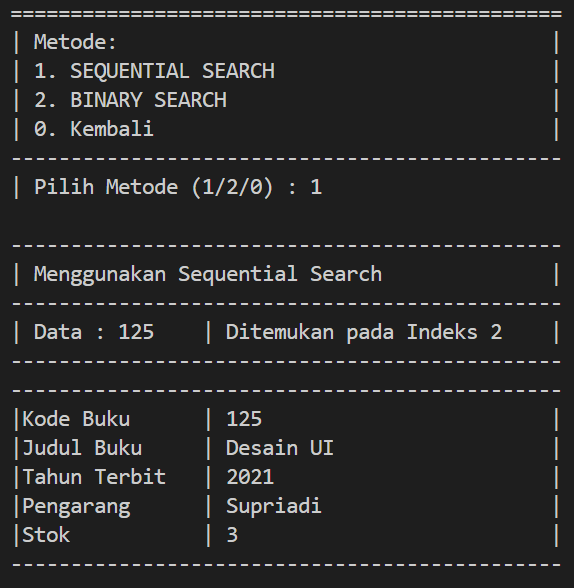 ==============================================
| Metode:                                    |
| 1. SEQUENTIAL SEARCH                       |
| 2. BINARY SEARCH                           |
| 0. Kembali                                 |
----------------------------------------------
| Pilih Metode (1/2/0) : 1

----------------------------------------------
| Menggunakan Sequential Search              |
----------------------------------------------
| Data : 125    | Ditemukan pada Indeks 2    |
----------------------------------------------
----------------------------------------------
|Kode Buku      | 125                        |
|Judul Buku     | Desain UI                  |
|Tahun Terbit   | 2021                       |
|Pengarang      | Supriadi                   |
|Stok           | 3                          |
----------------------------------------------